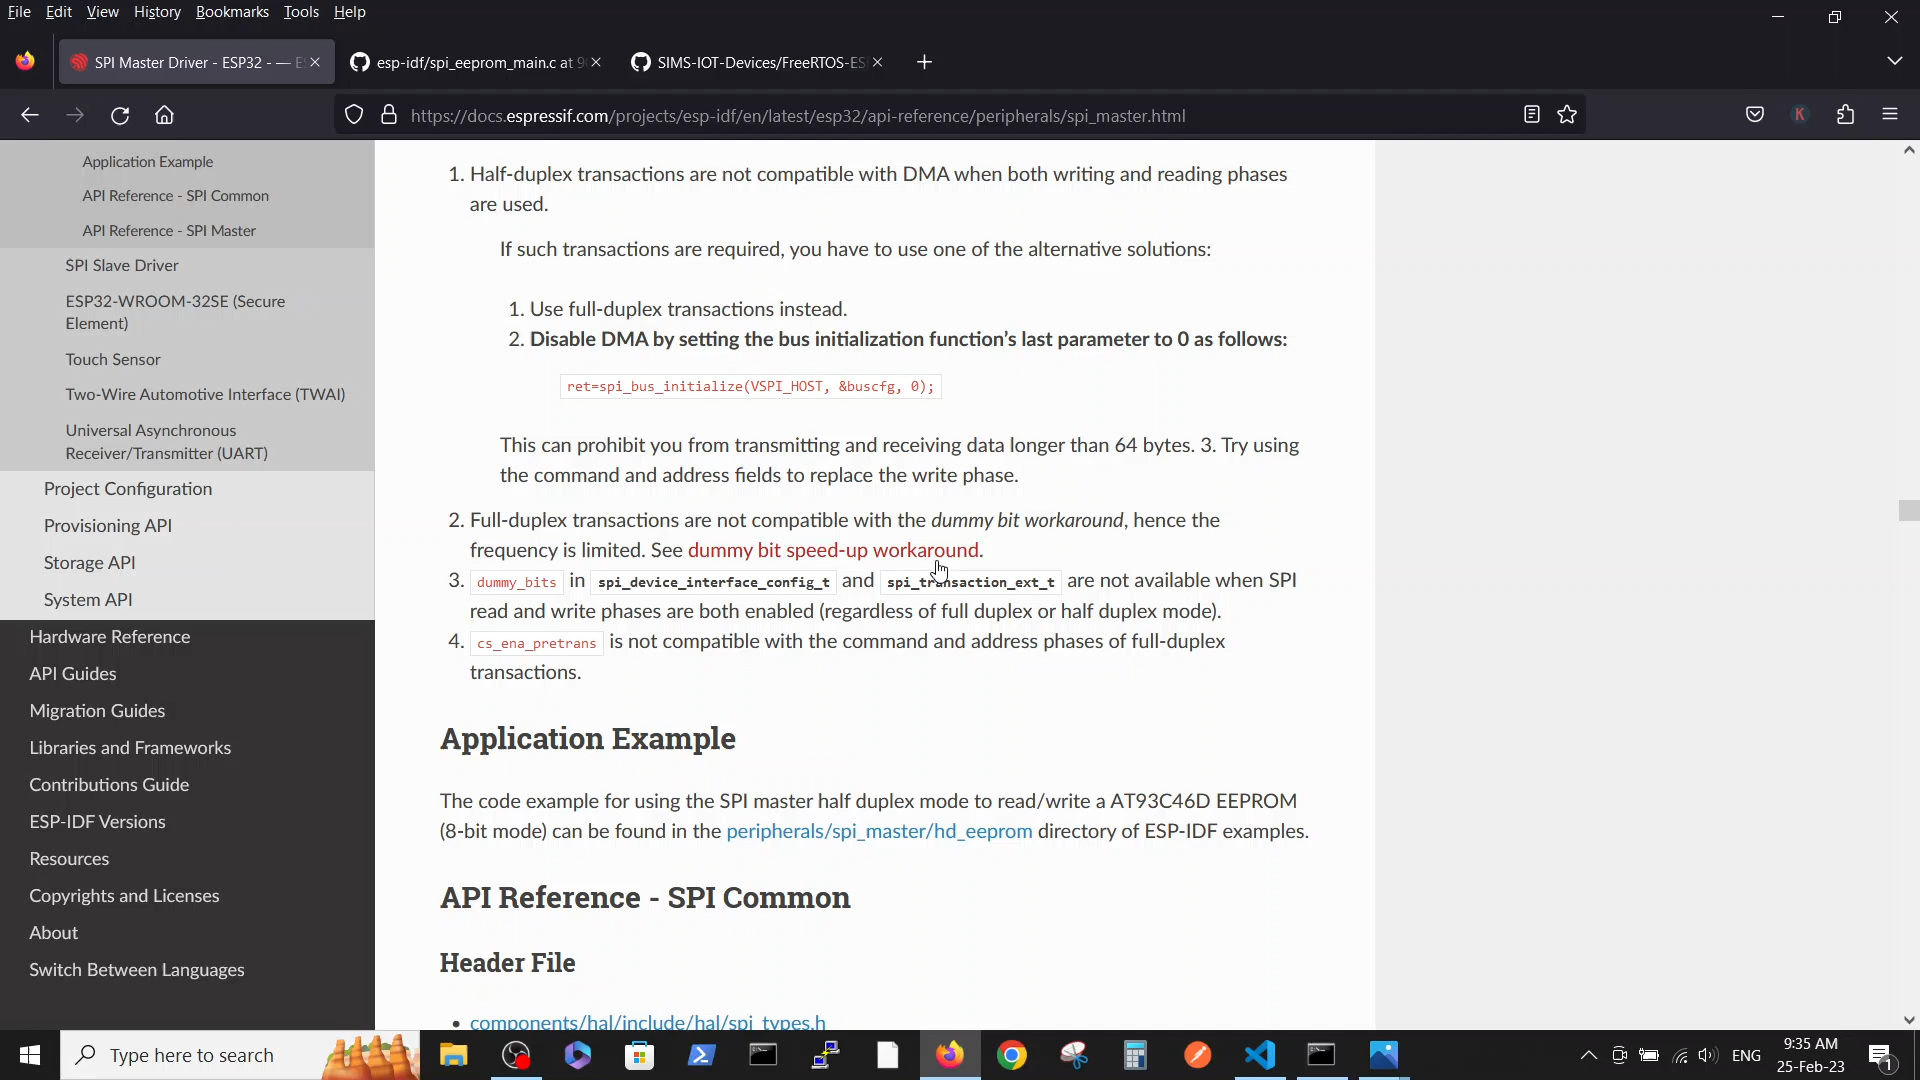 File Edit View History Bookmarks Tools Help
SPI Master Driver - ESP32 - — ES
esp-idf/spi_eeprom_main.c at 90
SIMS-IOT-Devices/FreeRTOS-ESP
https://docs.espressif.com/projects/esp-idf/en/latest/esp32/api-reference/peripherals/spi_master.html
K
Application Example
API Reference - SPI Common
API Reference - SPI Master
SPI Slave Driver
ESP32-WROOM-32SE (Secure
Element)
Touch Sensor
Two-Wire Automotive Interface (TWAI)
Universal Asynchronous
Receiver/Transmitter (UART)
Project Configuration
Provisioning API
Storage API
System API
Hardware Reference
API Guides
Migration Guides
Libraries and Frameworks
Contributions Guide
ESP-IDF Versions
Resources
Copyrights and Licenses
About
Switch Between Languages
1. Half-duplex transactions are not compatible with DMA when both writing and reading phases
are used.
If such transactions are required, you have to use one of the alternative solutions:
1. Use full-duplex transactions instead.
2. Disable DMA by setting the bus initialization function’s last parameter to 0 as follows:
ret=spi_bus_initialize(VSPI_HOST, &buscfg, 0);
This can prohibit you from transmitting and receiving data longer than 64 bytes. 3. Try using
the command and address fields to replace the write phase.
2. Full-duplex transactions are not compatible with the dummy bit workaround, hence the
frequency is limited. See dummy bit speed-up workaround.
3. dummy_bits in spi_device_interface_config_t and spi_transaction_ext_t are not available when SPI
read and write phases are both enabled (regardless of full duplex or half duplex mode).
4. cs_ena_pretrans is not compatible with the command and address phases of full-duplex
transactions.
Application Example
The code example for using the SPI master half duplex mode to read/write a AT93C46D EEPROM
(8-bit mode) can be found in the peripherals/spi_master/hd_eeprom directory of ESP-IDF examples.
API Reference - SPI Common
Header File
• components/hal/include/hal/spi_types.h
Type here to search
ENG
9:35 AM
25-Feb-23
1